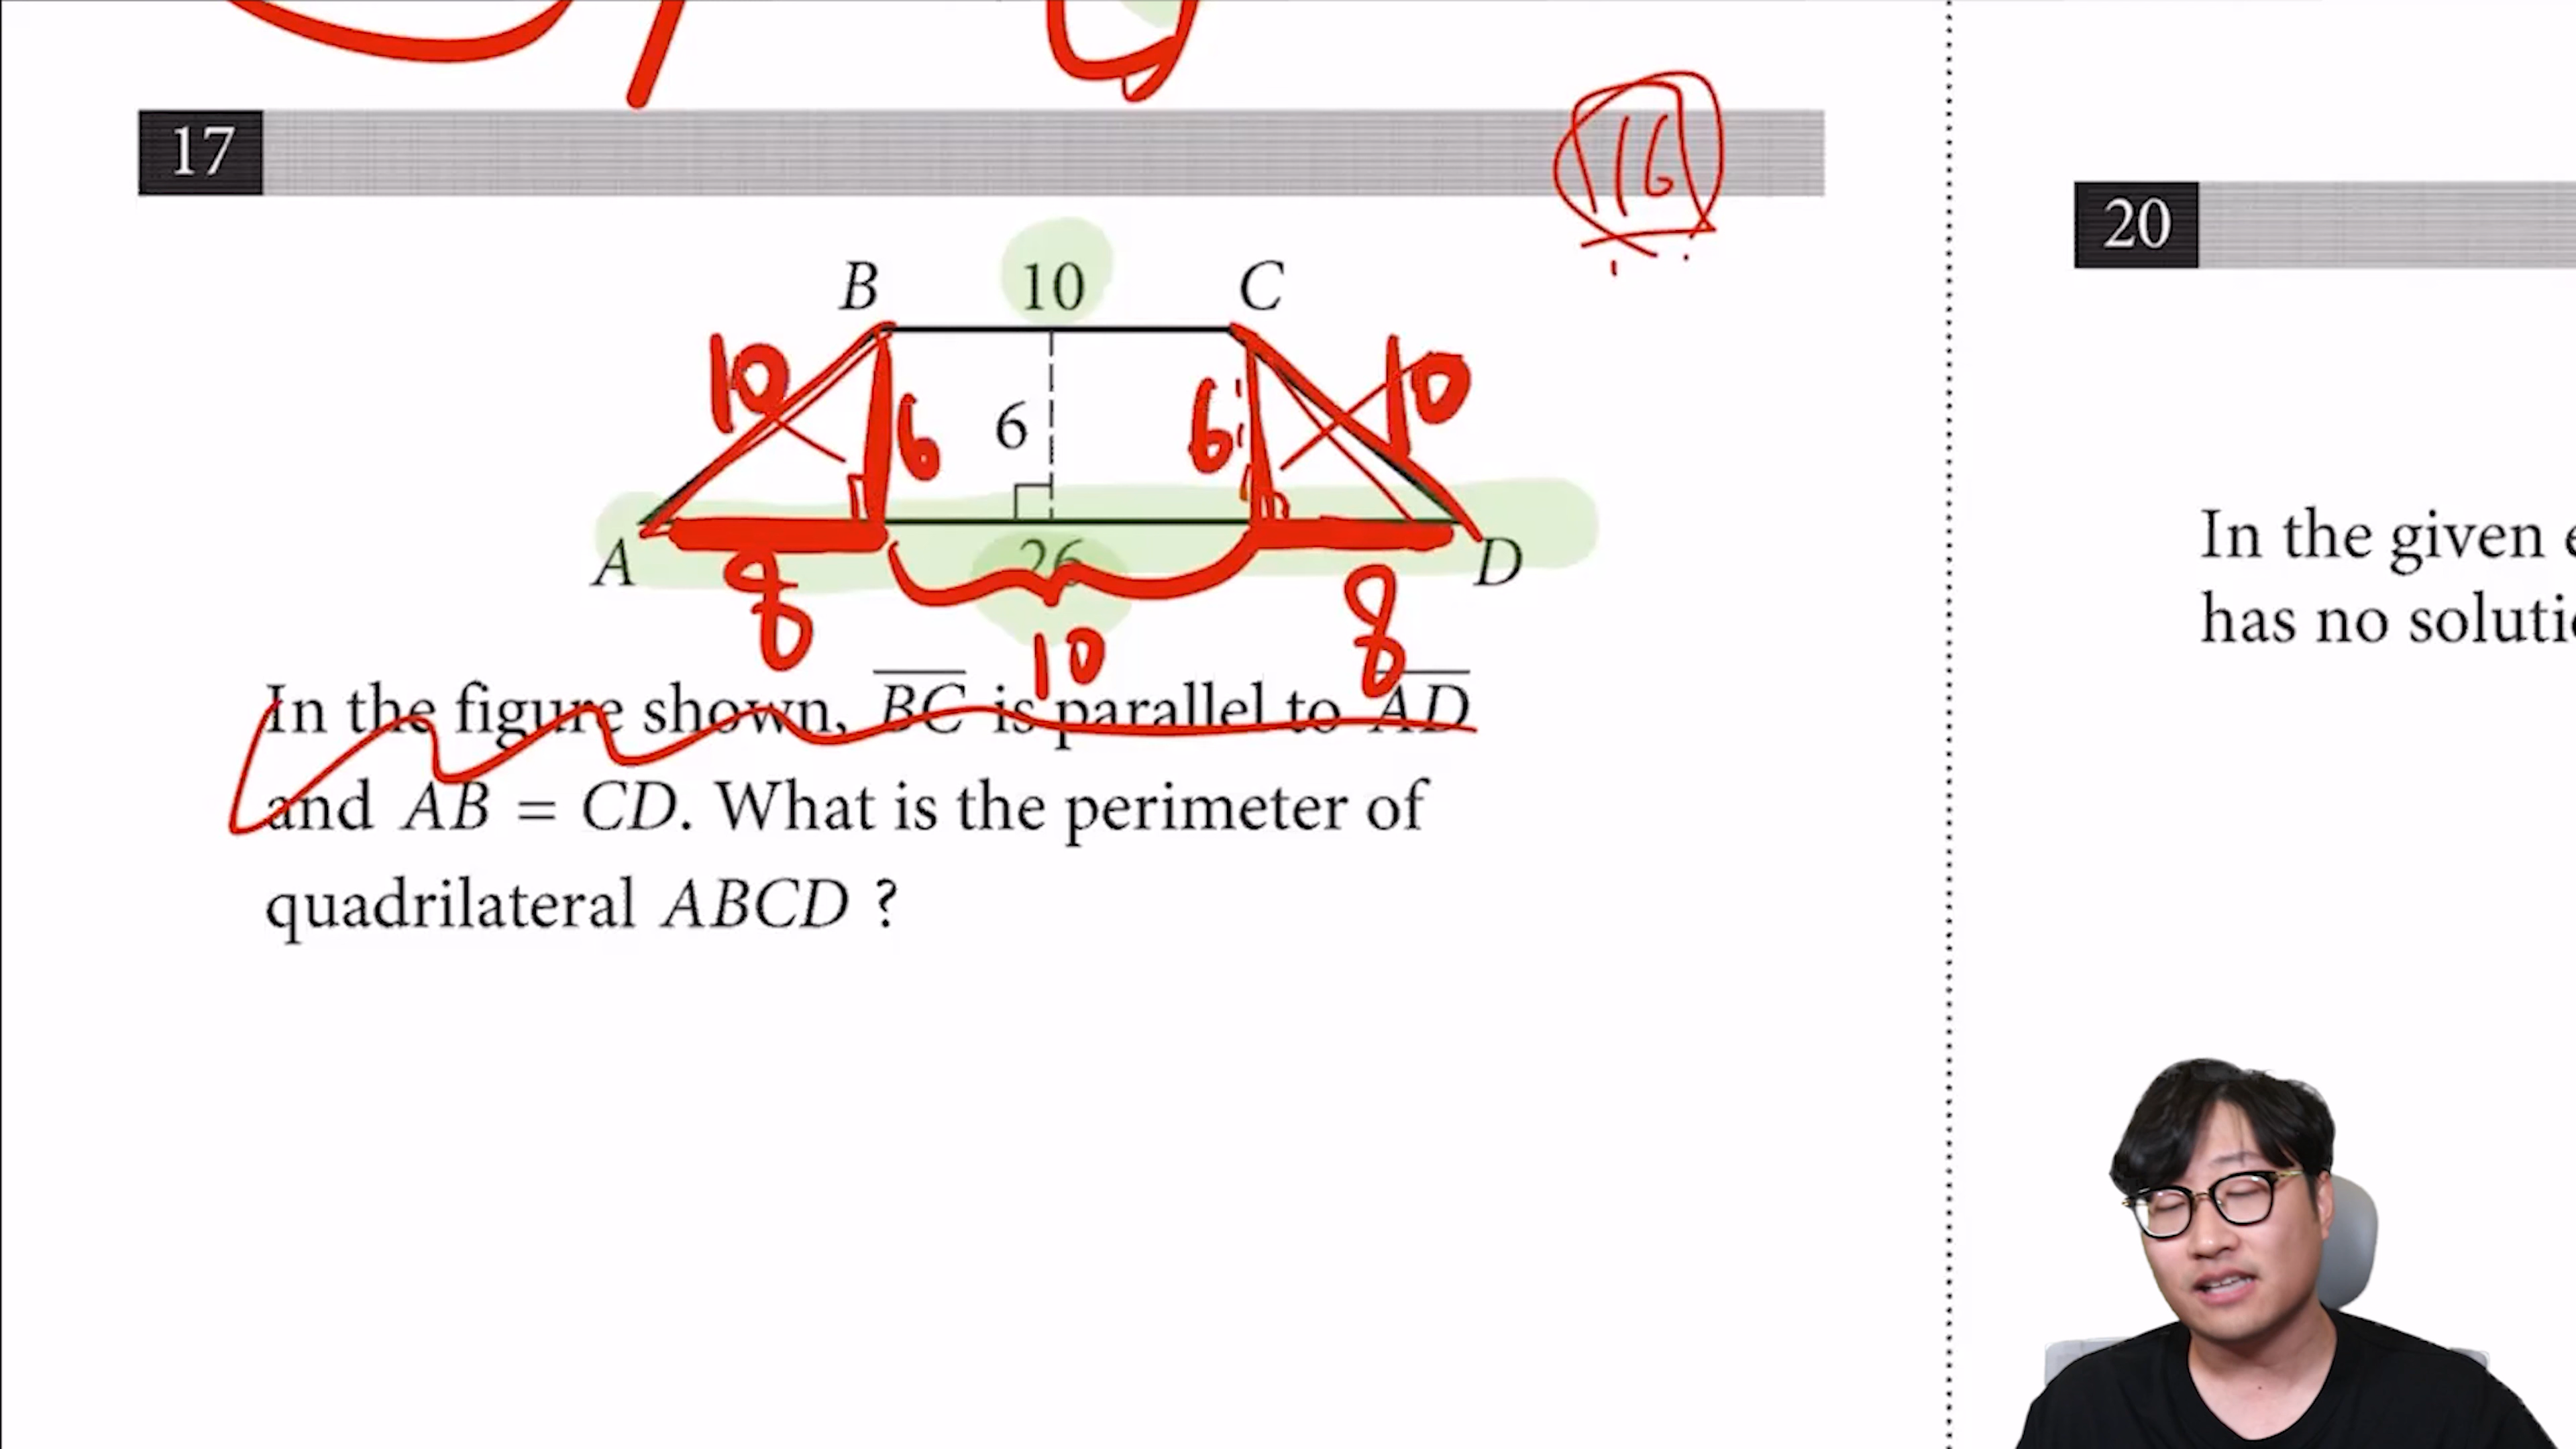 17
16
20
B 10 C
10 6 6 6 10
A 26 D
8 10 8
In the figure shown, BC is parallel to AD
and AB = CD. What is the perimeter of
quadrilateral ABCD ?
In the given
has no